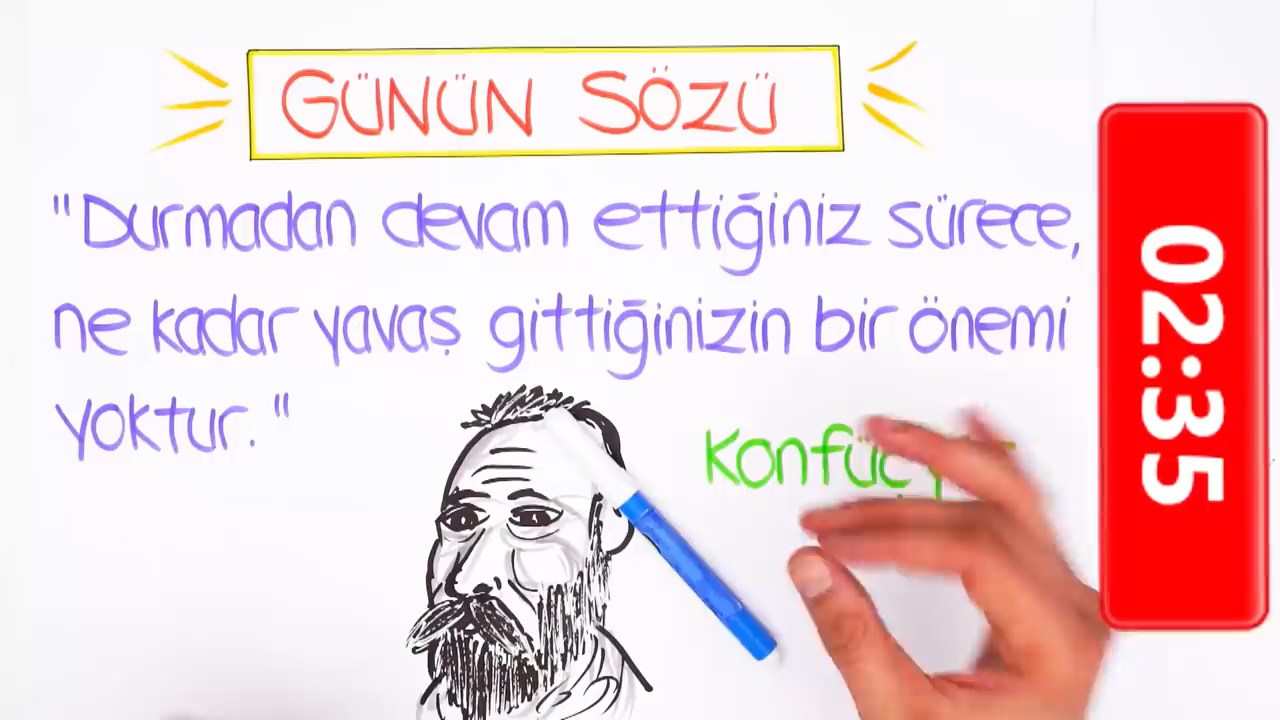 GÜNÜN SÖZÜ
"Durmadan devam ettiğiniz sürece,
ne kadar yavaş gittiğinizin bir önemi
yoktur."
02:35